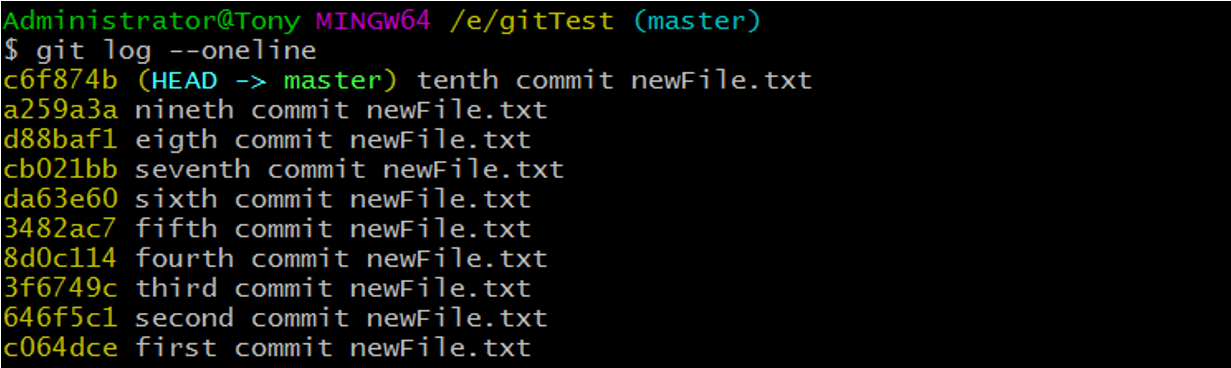 Administrator@Tony MINGW64 /e/gitTest (master)
$ git log --oneline
c6f874b (HEAD -> master) tenth commit newFile.txt
a259a3a nineth commit newFile.txt
d88baf1 eigth commit newFile.txt
cb021bb seventh commit newFile.txt
da63e60 sixth commit newFile.txt
3482ac7 fifth commit newFile.txt
8d0c114 fourth commit newFile.txt
3f6749c third commit newFile.txt
646f5c1 second commit newFile.txt
c064dce first commit newFile.txt